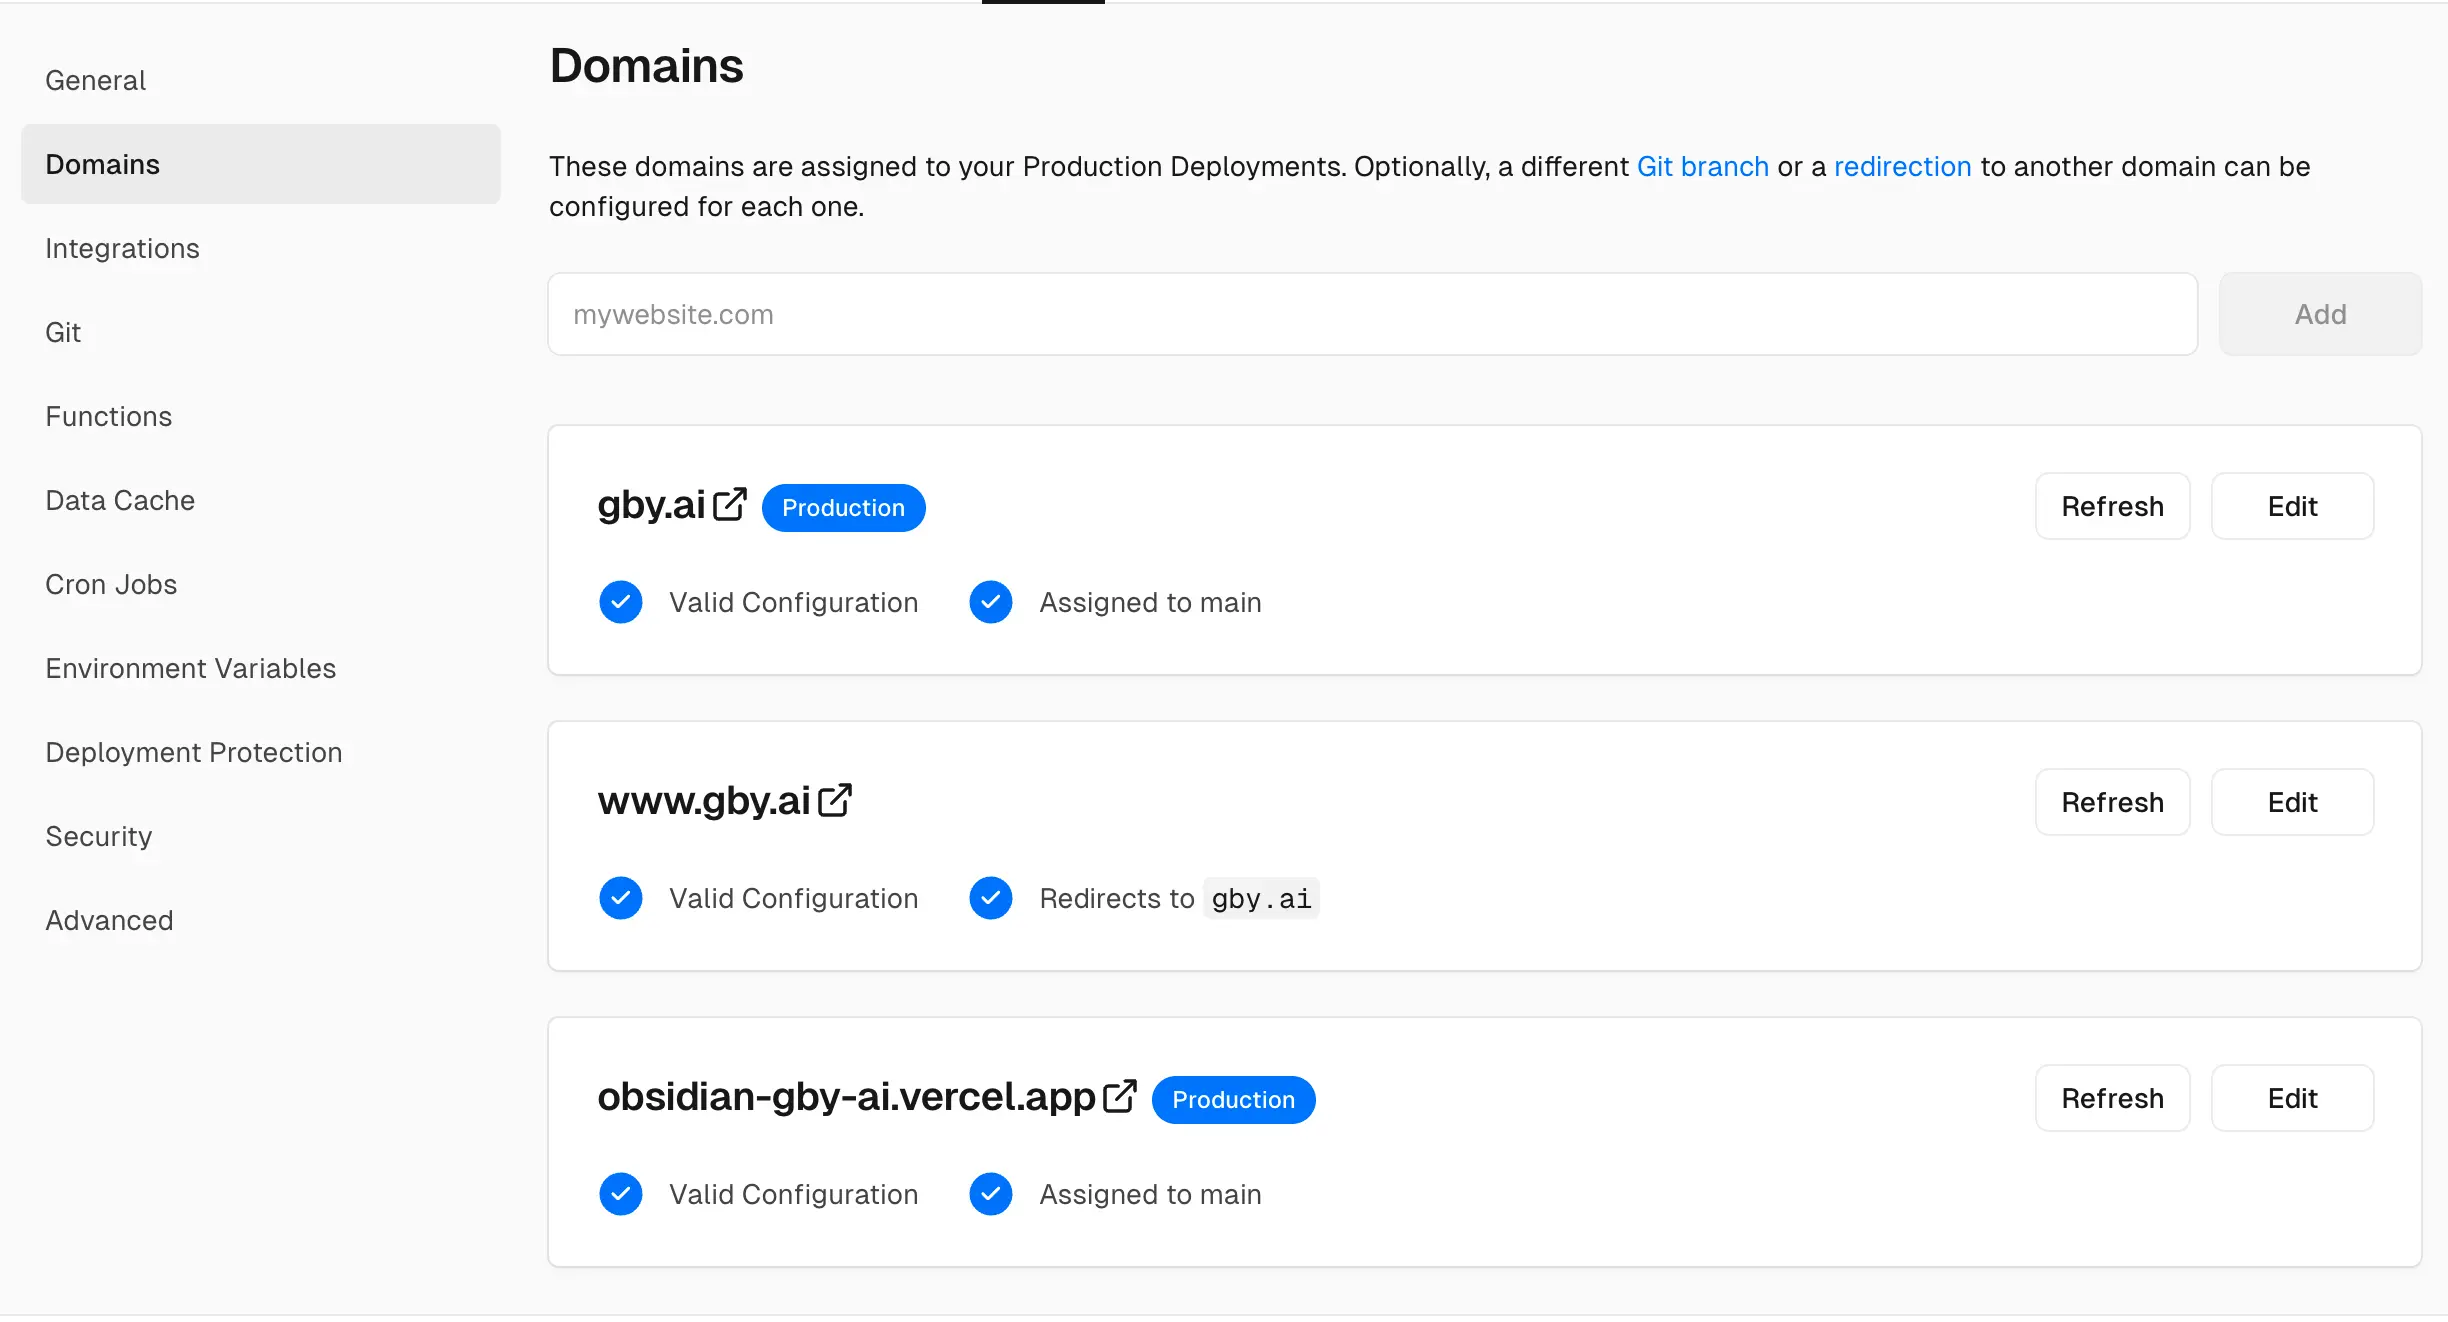 General
Domains
Integrations
Git
Functions
Data Cache
Cron Jobs
Environment Variables
Deployment Protection
Security
Advanced
Domains
These domains are assigned to your Production Deployments. Optionally, a different Git branch or a redirection to another domain can be
configured for each one.
mywebsite.com
Add
gby.ai Production
Refresh Edit
Valid Configuration Assigned to main
www.gby.ai
Refresh Edit
Valid Configuration Redirects to gby.ai
obsidian-gby-ai.vercel.app Production
Refresh Edit
Valid Configuration Assigned to main